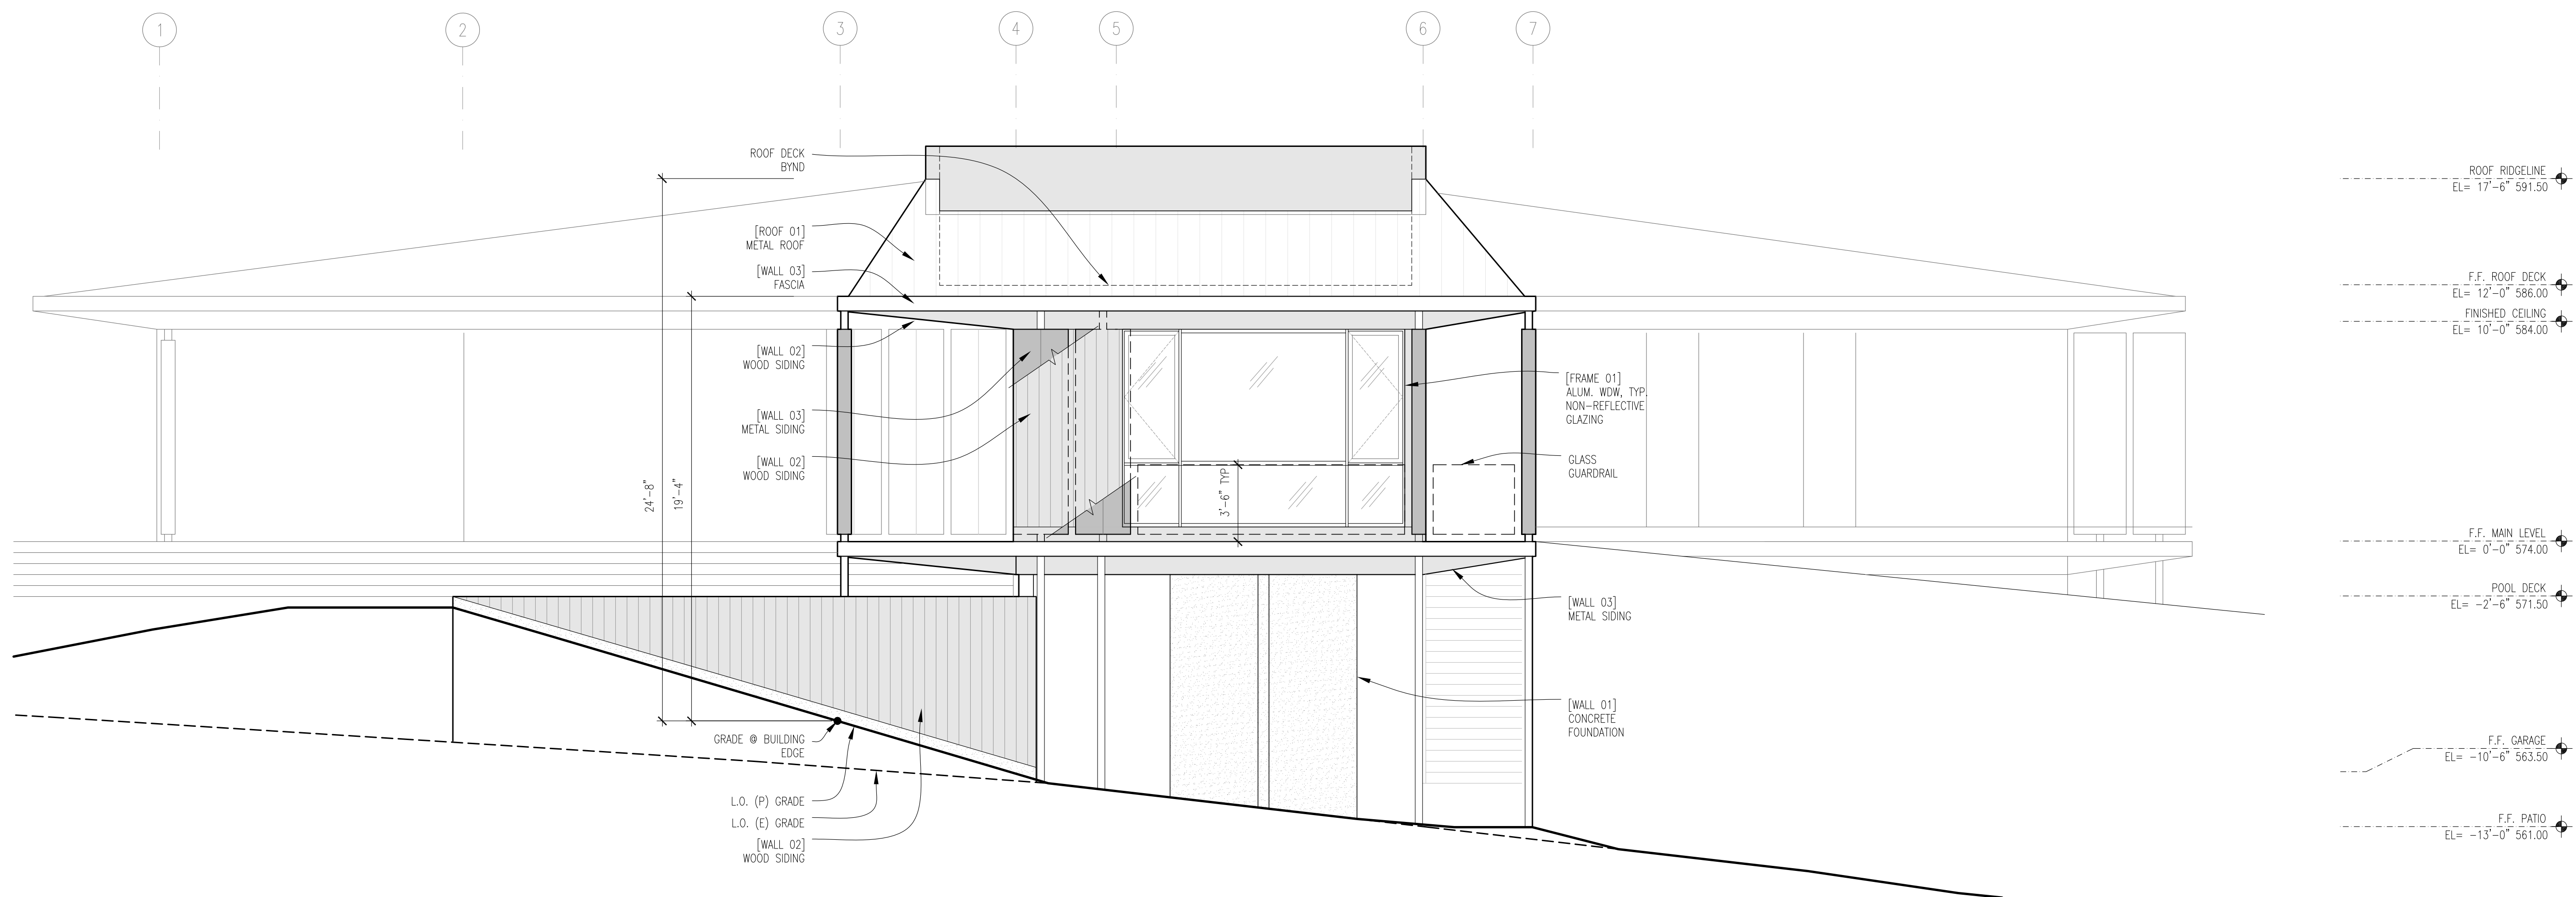 1
2
3
4
5
6
7
ROOF DECK
BYND
[ROOF 01]
METAL ROOF
[WALL 03]
FASCIA
[WALL 02]
WOOD SIDING
[WALL 03]
METAL SIDING
[WALL 02]
WOOD SIDING
24'-8"
19'-4"
3'-6" TYP.
GRADE @ BUILDING
EDGE
L.O. (P) GRADE
L.O. (E) GRADE
[WALL 02]
WOOD SIDING
[FRAME 01]
ALUM. WDW, TYP.
NON-REFLECTIVE
GLAZING
GLASS
GUARDRAIL
[WALL 03]
METAL SIDING
[WALL 01]
CONCRETE
FOUNDATION
ROOF RIDGELINE
EL= 17'-6" 591.50
F.F. ROOF DECK
EL= 12'-0" 586.00
FINISHED CEILING
EL= 10'-0" 584.00
F.F. MAIN LEVEL
EL= 0'-0" 574.00
POOL DECK
EL= -2'-6" 571.50
F.F. GARAGE
EL= -10'-6" 563.50
F.F. PATIO
EL= -13'-0" 561.00